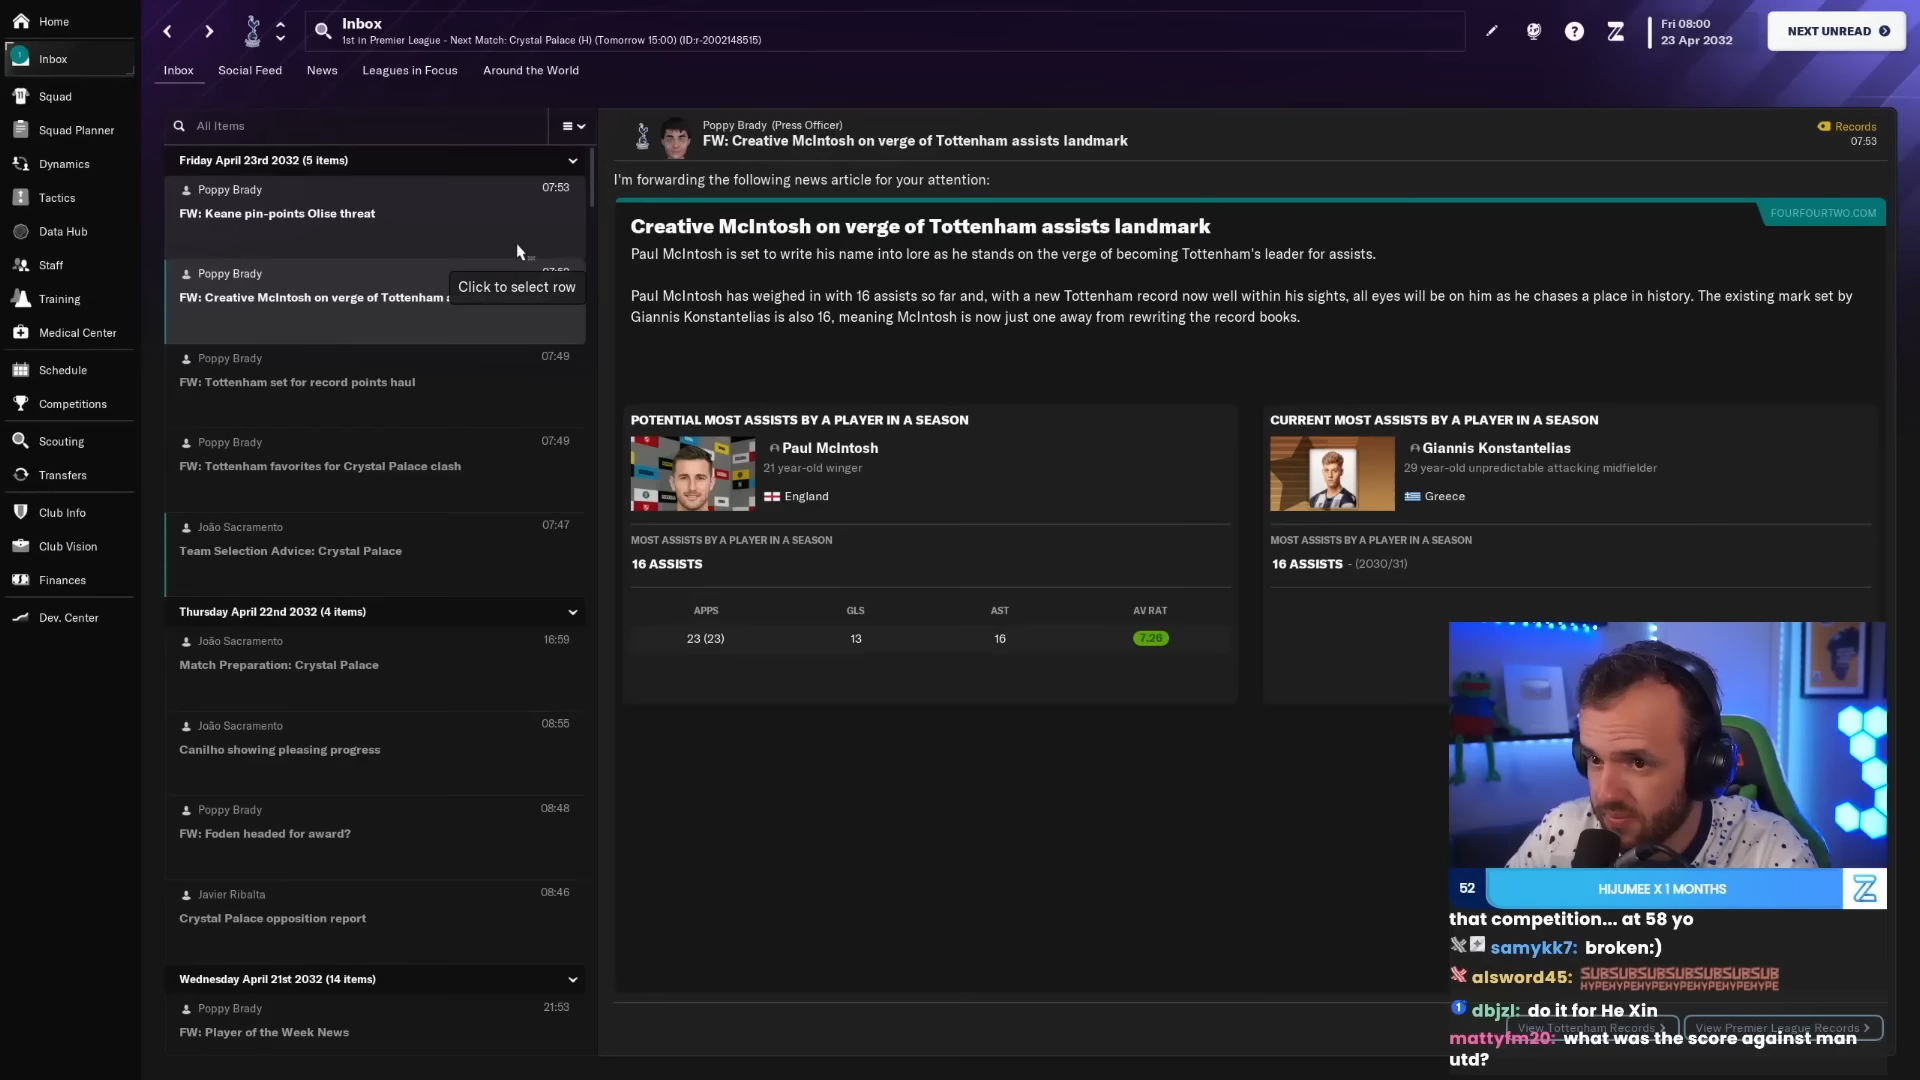 Home
Inbox
1st in Premier League - Next Match: Crystal Palace (H) (Tomorrow 15:00) (ID:r-2002148515)
Fri 08:00
23 Apr 2032
NEXT UNREAD
1
Inbox
Squad
Squad Planner
Dynamics
Tactics
Data Hub
Staff
Training
Medical Center
Schedule
Competitions
Scouting
Transfers
Club Info
Club Vision
Finances
Dev. Center
Inbox Social Feed News Leagues in Focus Around the World
All Items
Friday April 23rd 2032 (5 items)
Poppy Brady 07:53
FW: Keane pin-points Olise threat
Poppy Brady
FW: Creative McIntosh on verge of Tottenham
Click to select row
Poppy Brady 07:49
FW: Tottenham set for record points haul
Poppy Brady 07:49
FW: Tottenham favorites for Crystal Palace clash
João Sacramento 07:47
Team Selection Advice: Crystal Palace
Thursday April 22nd 2032 (4 items)
João Sacramento 16:59
Match Preparation: Crystal Palace
João Sacramento 08:55
Canilho showing pleasing progress
Poppy Brady 08:48
FW: Foden headed for award?
Javier Ribalta 08:46
Crystal Palace opposition report
Wednesday April 21st 2032 (14 items)
Poppy Brady 21:53
FW: Player of the Week News
Poppy Brady (Press Officer)
FW: Creative McIntosh on verge of Tottenham assists landmark
Records
07:53
I'm forwarding the following news article for your attention:
FOURFOURTWO.COM
Creative McIntosh on verge of Tottenham assists landmark
Paul McIntosh is set to write his name into lore as he stands on the verge of becoming Tottenham's leader for assists.
Paul McIntosh has weighed in with 16 assists so far and, with a new Tottenham record now well within his sights, all eyes will be on him as he chases a place in history. The existing mark set by
Giannis Konstantelias is also 16, meaning McIntosh is now just one away from rewriting the record books.
POTENTIAL MOST ASSISTS BY A PLAYER IN A SEASON
Paul McIntosh
21 year-old winger
England
MOST ASSISTS BY A PLAYER IN A SEASON
16 ASSISTS
APPS GLS AST AV RAT
23 (23) 13 16 7.26
CURRENT MOST ASSISTS BY A PLAYER IN A SEASON
Giannis Konstantelias
29 year-old unpredictable attacking midfielder
Greece
MOST ASSISTS BY A PLAYER IN A SEASON
16 ASSISTS - (2030/31)
52 HIJUMEE X 1 MONTHS
that competition... at 58 yo
samykk7: broken:)
alsword45: SUBSUBSUBSUBSUBSUBSUB
HYPEHYPEHYPEHYPEHYPEHYPEHYPE
1 dbjzl: do it for He Xin
View Tottenham Records View Premier League Records
mattyfm20: what was the score against man
utd?